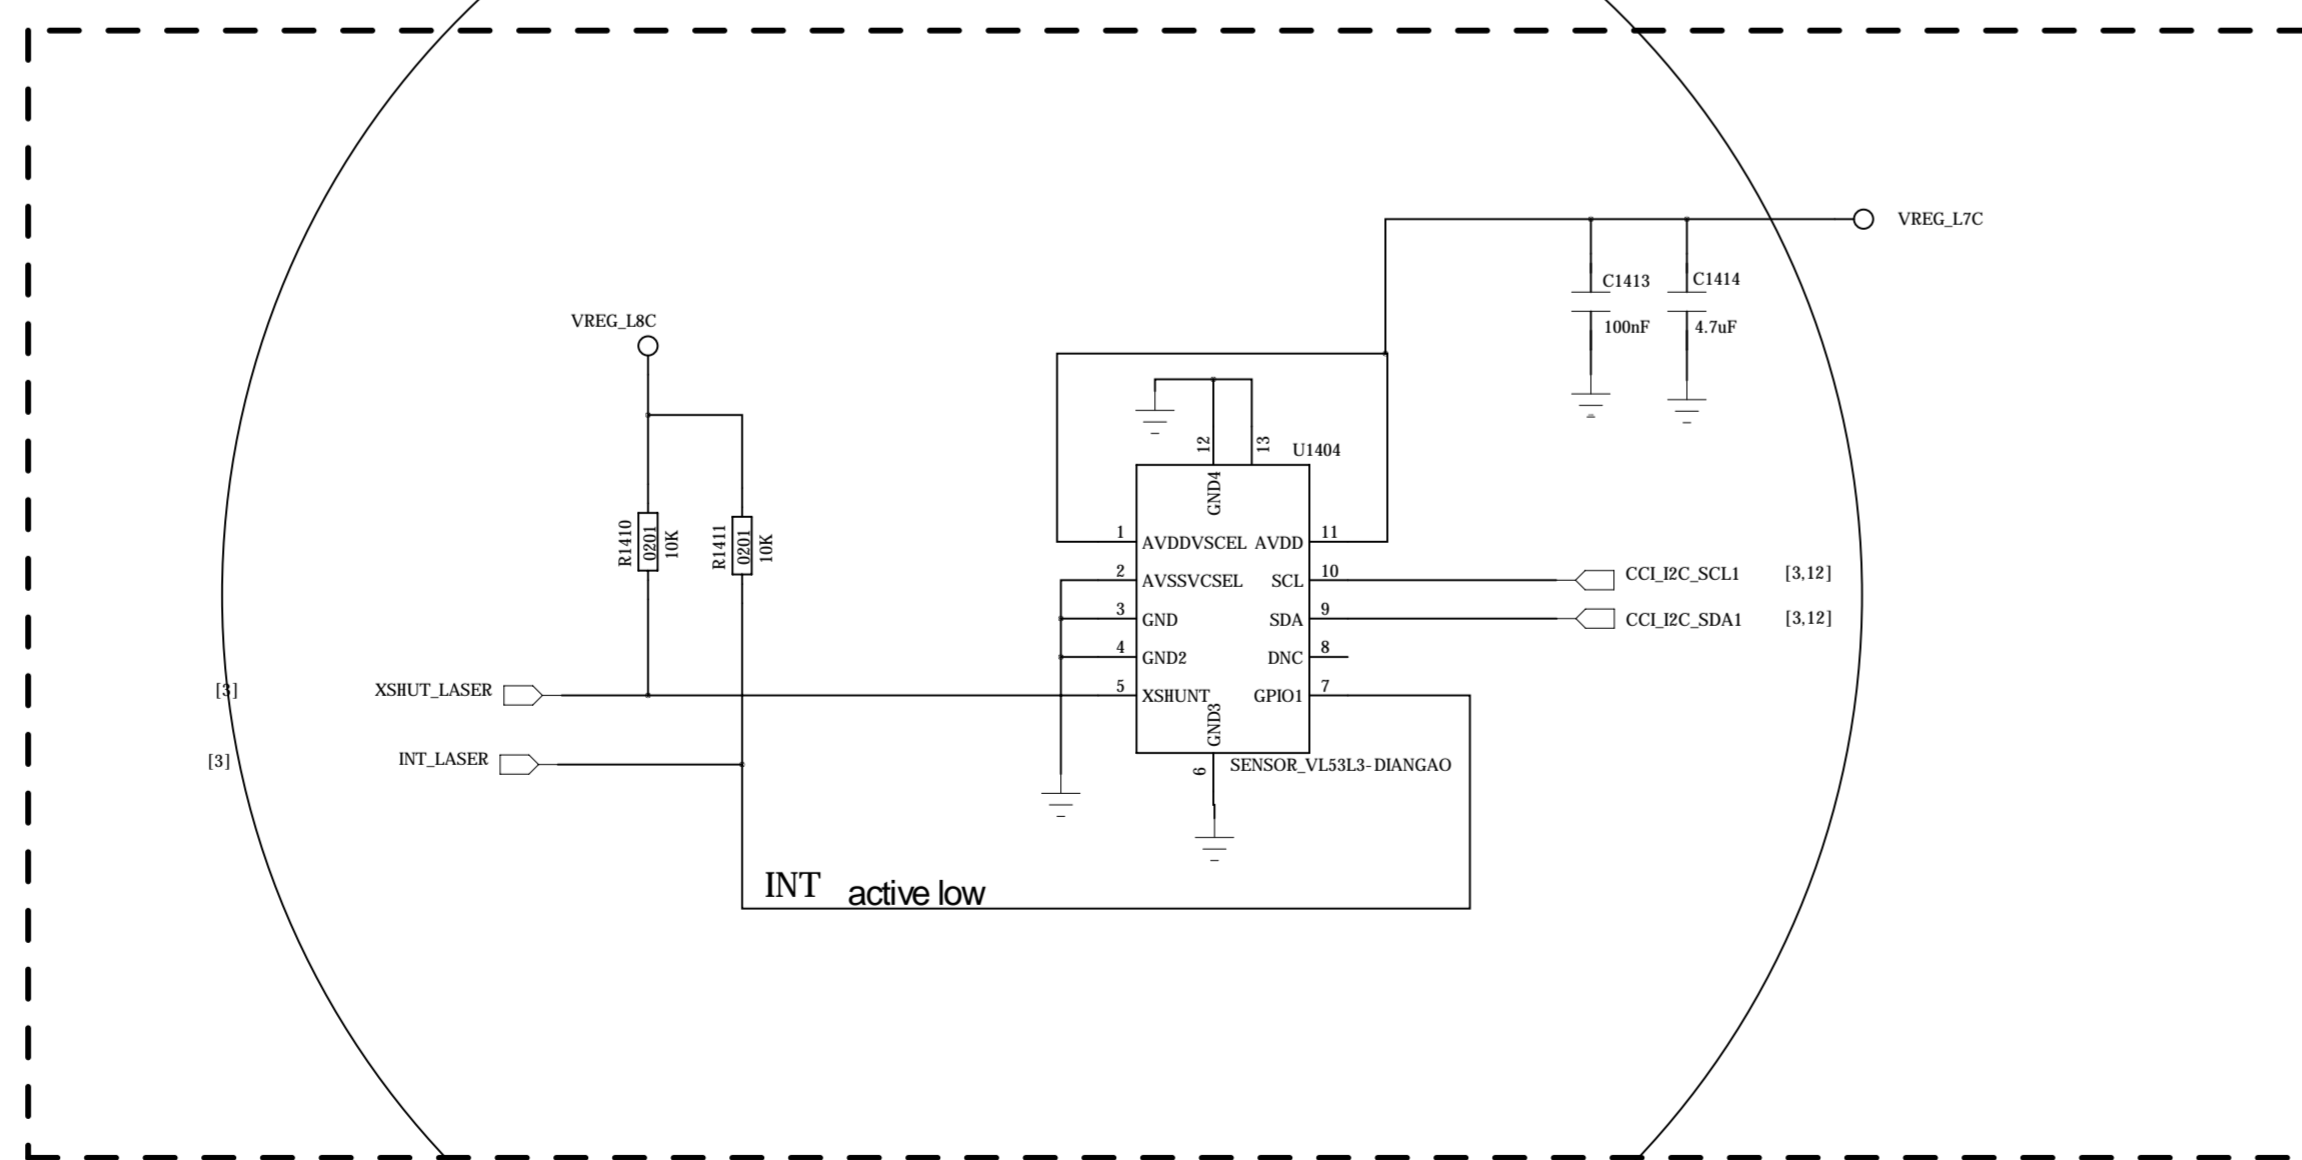 VREG_L7C
C1413
C1414
100nF
4.7uF
VREG_L8C
R1410
0201
10K
R1411
0201
10K
12
13
U1404
GND4
1
AVDDVSCEL
AVDD
11
2
AVSSVCSEL
SCL
10
CCI_I2C_SCL1
[3,12]
3
GND
SDA
9
CCI_I2C_SDA1
[3,12]
4
GND2
DNC
8
[3]
XSHUT_LASER
5
XSHUNT
GPIO1
7
GND3
[3]
INT_LASER
6
SENSOR_VL53L3-DIANGAO
INT active low